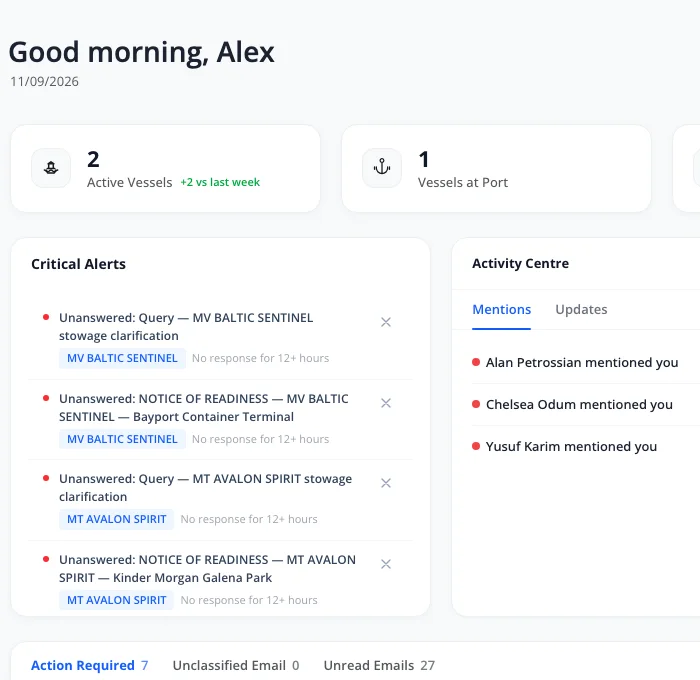 Good morning, Alex
11/09/2026
2
Active Vessels +2 vs last week
1
Vessels at Port
Critical Alerts
Unanswered: Query — MV BALTIC SENTINEL
stowage clarification
MV BALTIC SENTINEL No response for 12+ hours
Unanswered: NOTICE OF READINESS — MV BALTIC
SENTINEL — Bayport Container Terminal
MV BALTIC SENTINEL No response for 12+ hours
Unanswered: Query — MT AVALON SPIRIT stowage
clarification
MT AVALON SPIRIT No response for 12+ hours
Unanswered: NOTICE OF READINESS — MT AVALON
SPIRIT — Kinder Morgan Galena Park
MT AVALON SPIRIT No response for 12+ hours
Activity Centre
Mentions Updates
Alan Petrossian mentioned you
Chelsea Odum mentioned you
Yusuf Karim mentioned you
Action Required 7 Unclassified Email 0 Unread Emails 27